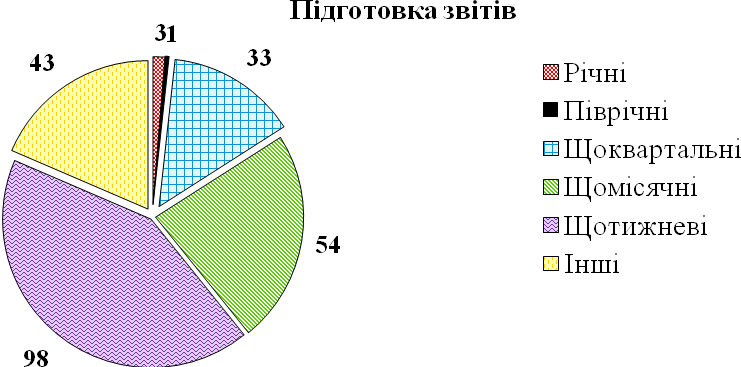 Підготовка звітів
31
33
43
54
98
Річні
Піврічні
Щоквартальні
Щомісячні
Щотижневі
Інші